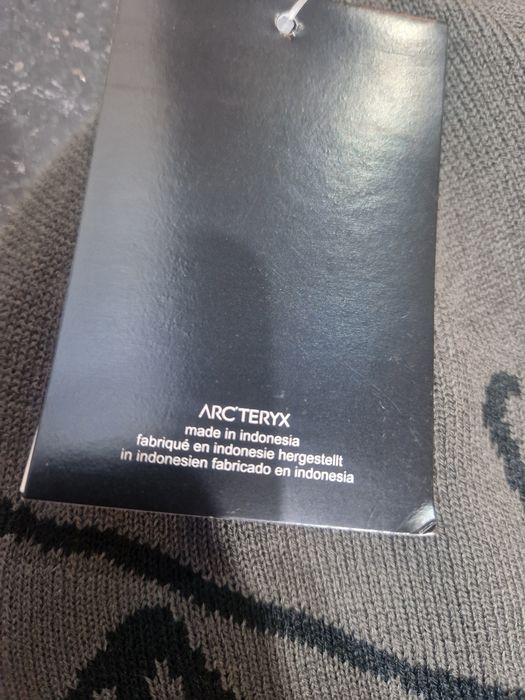 ARC'TERYX
made in indonesia
fabriqué en indonesie hergestellt
in indonesien fabricado en indonesia